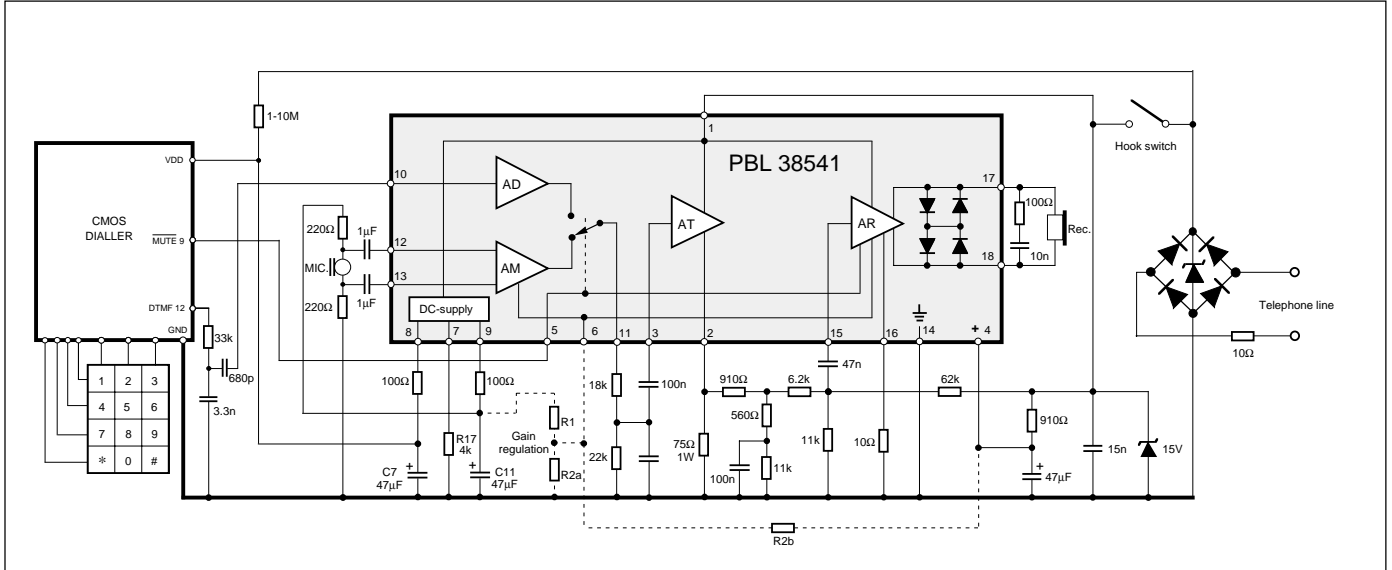 1-10M
1
Hook switch
PBL 38541
VDD
CMOS
DIALLER
MUTE 9
DTMF 12
GND
33k
680p
3.3n
1 2 3
4 5 6
7 8 9
* 0 #
220Ω
1µF
MIC.
1µF
220Ω
10
12
13
AD
AM
AT
AR
DC-supply
8 7 9 5 6 11 3 2 15 16 14 + 4
17
18
100Ω
10n
Rec.
Telephone line
10Ω
100Ω
100Ω
R17
4k
C7
47µF
+
C11
47µF
+
Gain
regulation
R1
R2a
18k
22k
100n
910Ω
75Ω
1W
560Ω
100n
11k
6.2k
47n
11k
10Ω
62k
910Ω
+
47µF
15n
15V
R2b